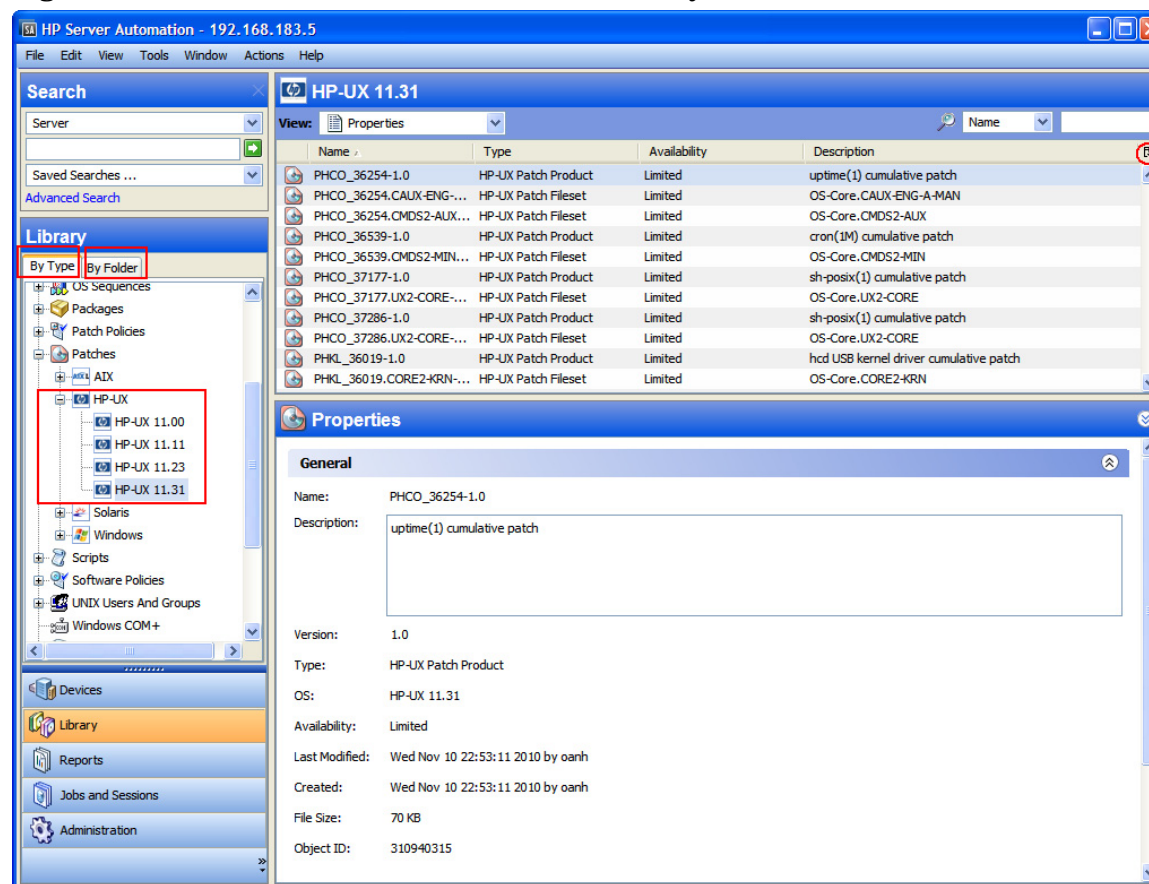 HP Server Automation - 192.168.183.5
File Edit View Tools Window Actions Help
Search
Server
Saved Searches ...
Advanced Search
Library
By Type By Folder
OS Sequences
Packages
Patch Policies
Patches
AIX
HP-UX
HP-UX 11.00
HP-UX 11.11
HP-UX 11.23
HP-UX 11.31
Solaris
Windows
Scripts
Software Policies
UNIX Users And Groups
Windows COM+
Devices
Library
Reports
Jobs and Sessions
Administration
HP-UX 11.31
View: Properties Name
Name Type Availability Description
PHCO_36254-1.0 HP-UX Patch Product Limited uptime(1) cumulative patch
PHCO_36254.CAUX-ENG-... HP-UX Patch Fileset Limited OS-Core.CAUX-ENG-A-MAN
PHCO_36254.CMDS2-AUX... HP-UX Patch Fileset Limited OS-Core.CMDS2-AUX
PHCO_36539-1.0 HP-UX Patch Product Limited cron(1M) cumulative patch
PHCO_36539.CMDS2-MIN... HP-UX Patch Fileset Limited OS-Core.CMDS2-MIN
PHCO_37177-1.0 HP-UX Patch Product Limited sh-posix(1) cumulative patch
PHCO_37177.UX2-CORE-... HP-UX Patch Fileset Limited OS-Core.UX2-CORE
PHCO_37286-1.0 HP-UX Patch Product Limited sh-posix(1) cumulative patch
PHCO_37286.UX2-CORE-... HP-UX Patch Fileset Limited OS-Core.UX2-CORE
PHKL_36019-1.0 HP-UX Patch Product Limited hcd USB kernel driver cumulative patch
PHKL_36019.CORE2-KRN-... HP-UX Patch Fileset Limited OS-Core.CORE2-KRN
Properties
General
Name: PHCO_36254-1.0
Description: uptime(1) cumulative patch
Version: 1.0
Type: HP-UX Patch Product
OS: HP-UX 11.31
Availability: Limited
Last Modified: Wed Nov 10 22:53:11 2010 by oanh
Created: Wed Nov 10 22:53:11 2010 by oanh
File Size: 70 KB
Object ID: 310940315